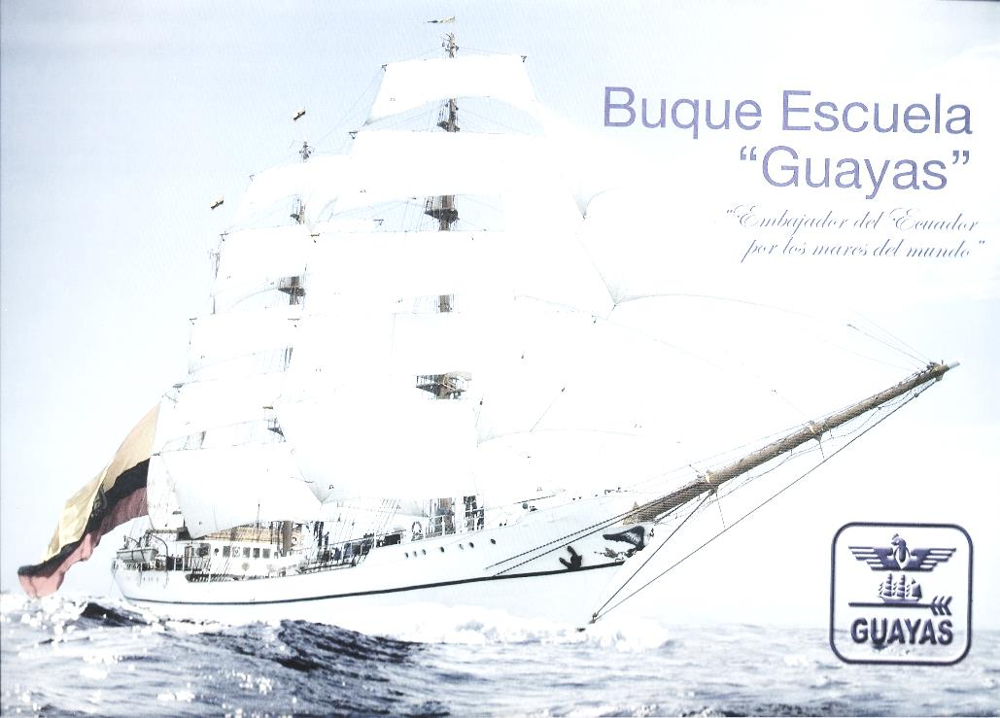 Buque Escuela
“Guayas”
"Embajador del Ecuador
por los mares del mundo"
GUAYAS